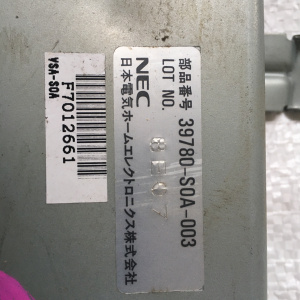 部品番号 39780-S0A-003
LOT NO.
NEC
日本電気ホームエレクトロニクス株式会社
F7012661
VSA-S0A